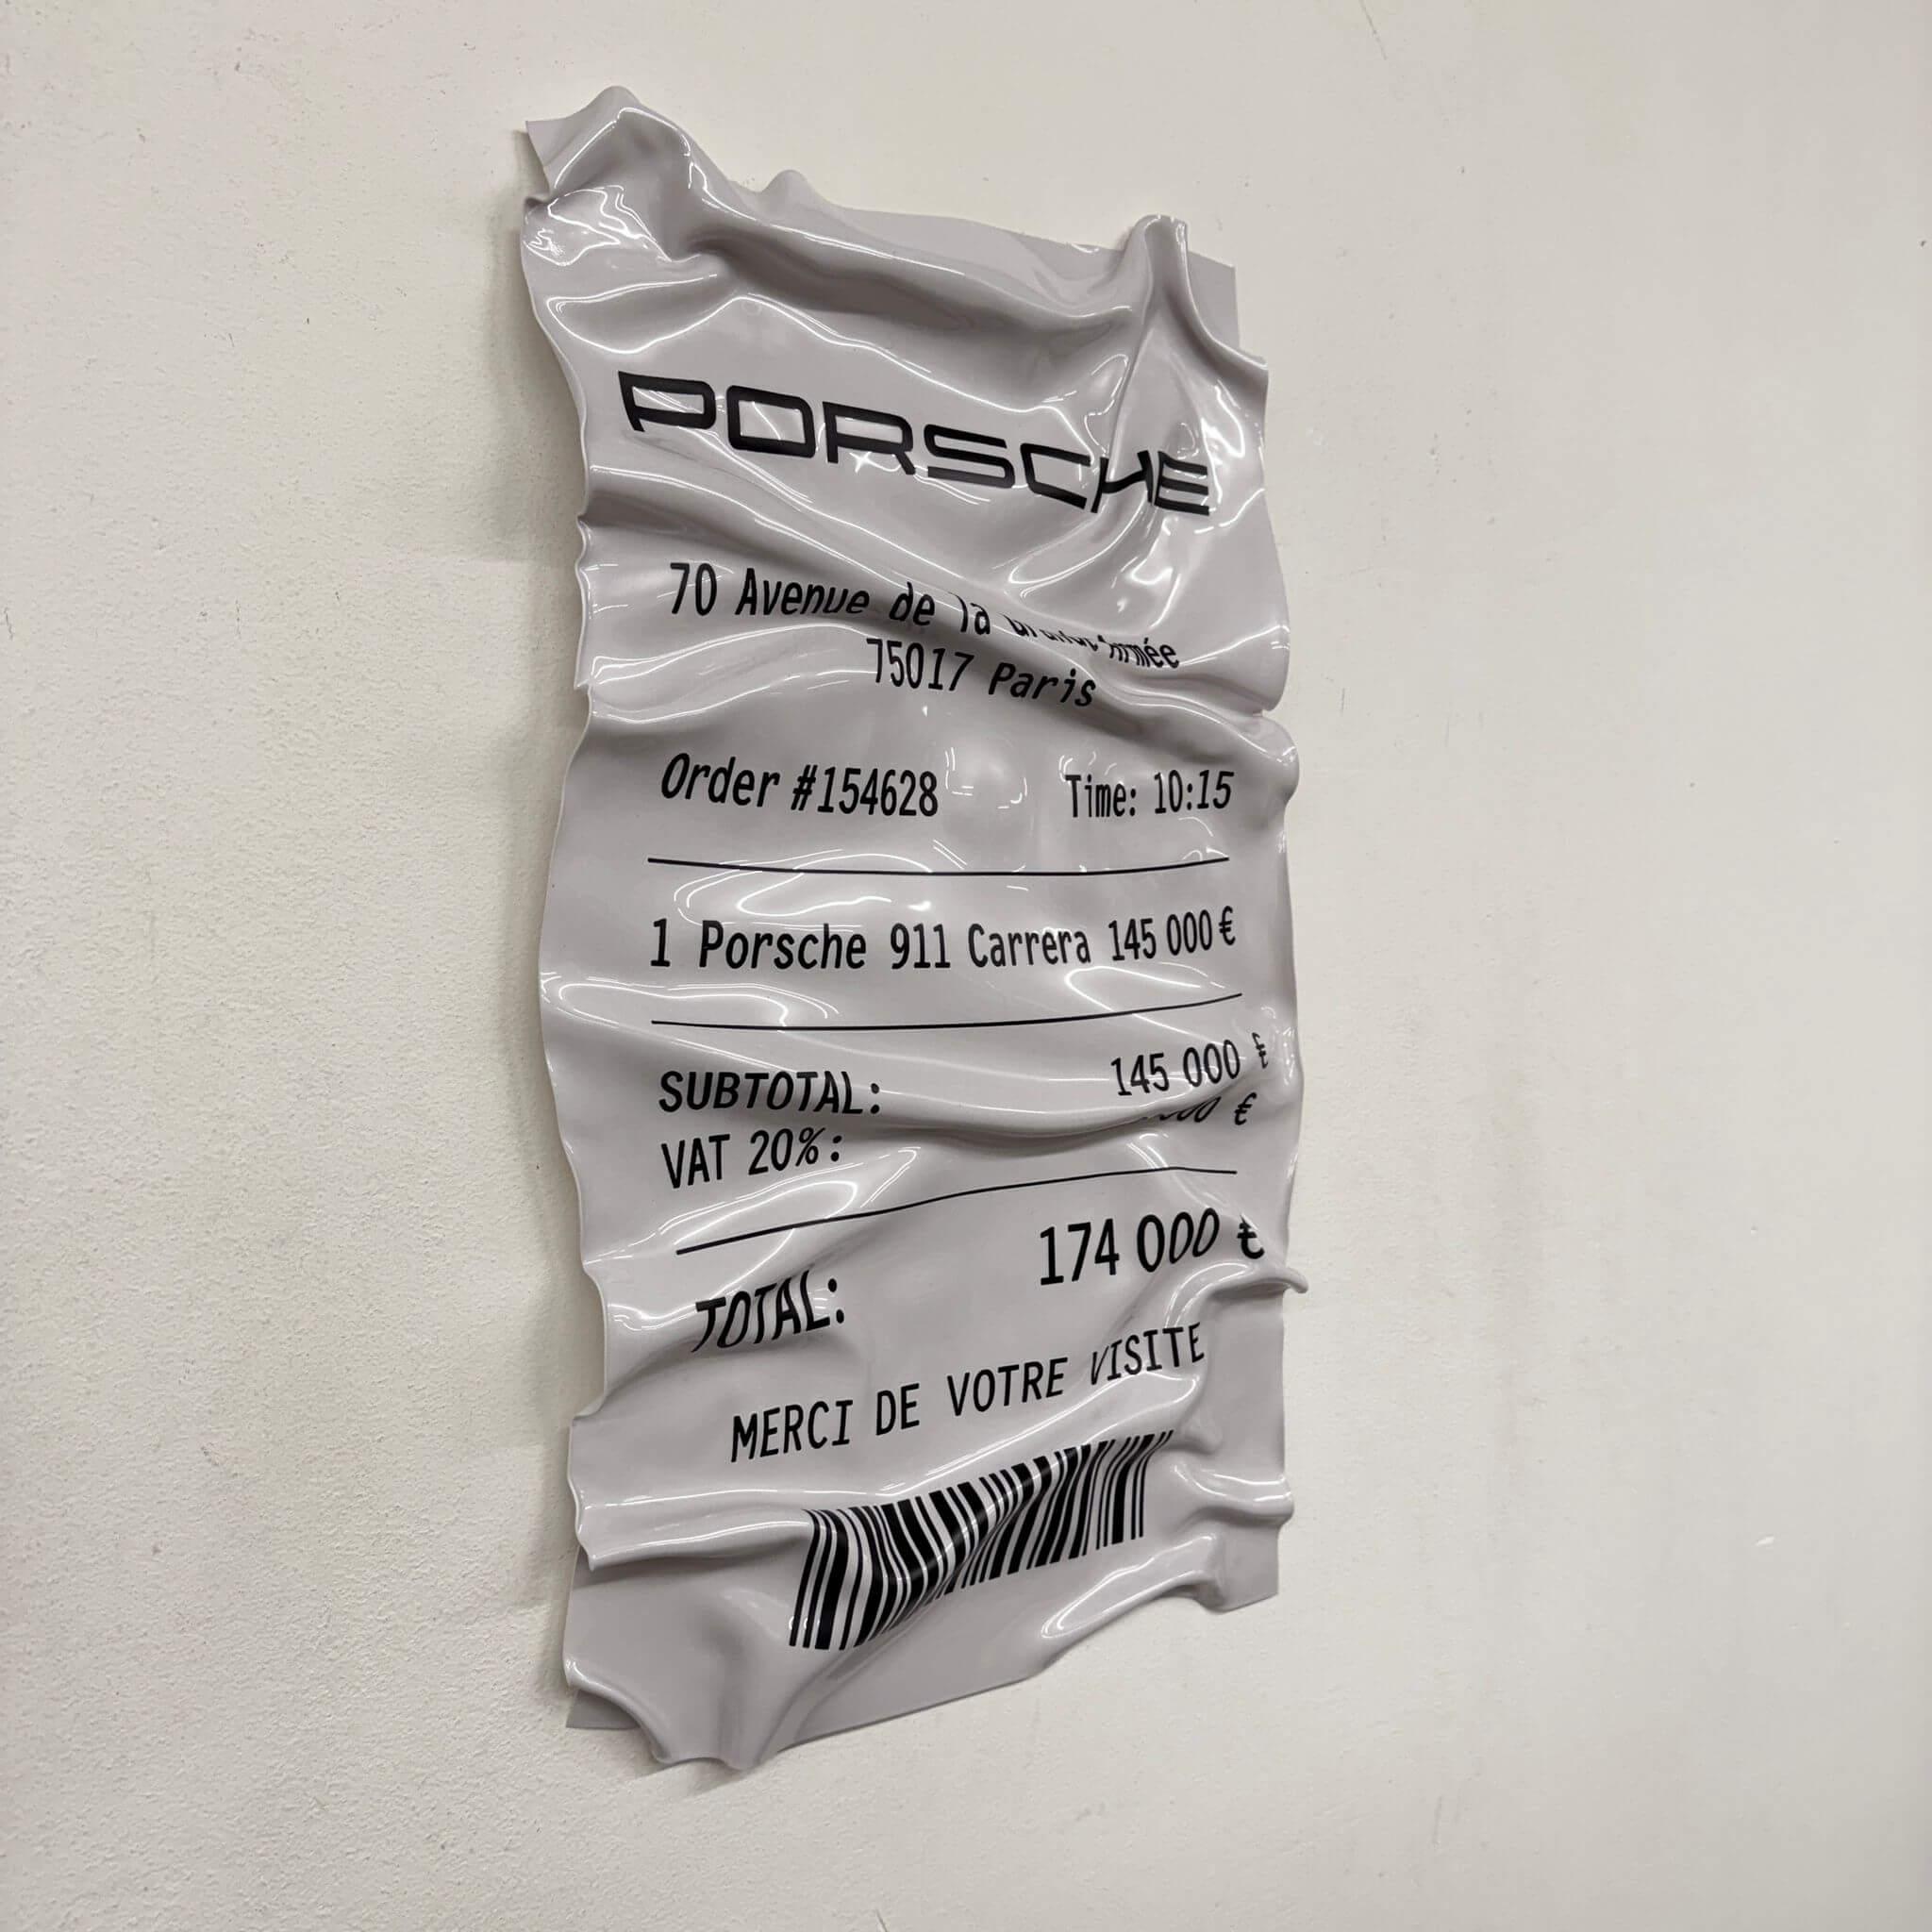 PORSCHE
70 Avenue de la Armée
75017 Paris
Order #154628 Time: 10:15
1 Porsche 911 Carrera 145 000 €
SUBTOTAL: 145 000 €
VAT 20%: €
TOTAL: 174 000 €
MERCI DE VOTRE VISITE